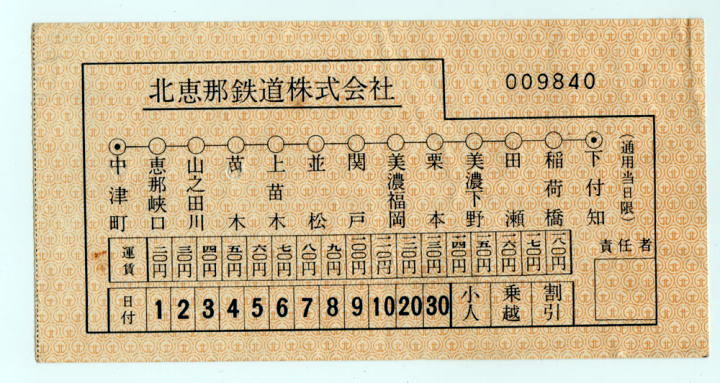 北恵那鉄道株式会社
009840
中津町
恵那峡口
山之田川
苗木
上苗木
並松
関戸
美濃福岡
栗本
美濃下野
田瀬
稲荷橋
下付知
(通用当日限)
運賃 二〇円 三〇円 四〇円 五〇円 六〇円 七〇円 八〇円 九〇円 一〇〇円 一一〇円 一二〇円 一三〇円 一四〇円 一五〇円 一六〇円 一七〇円 一八〇円
責任者
日付 1 2 3 4 5 6 7 8 9 10 20 30 小人 乗越 割引